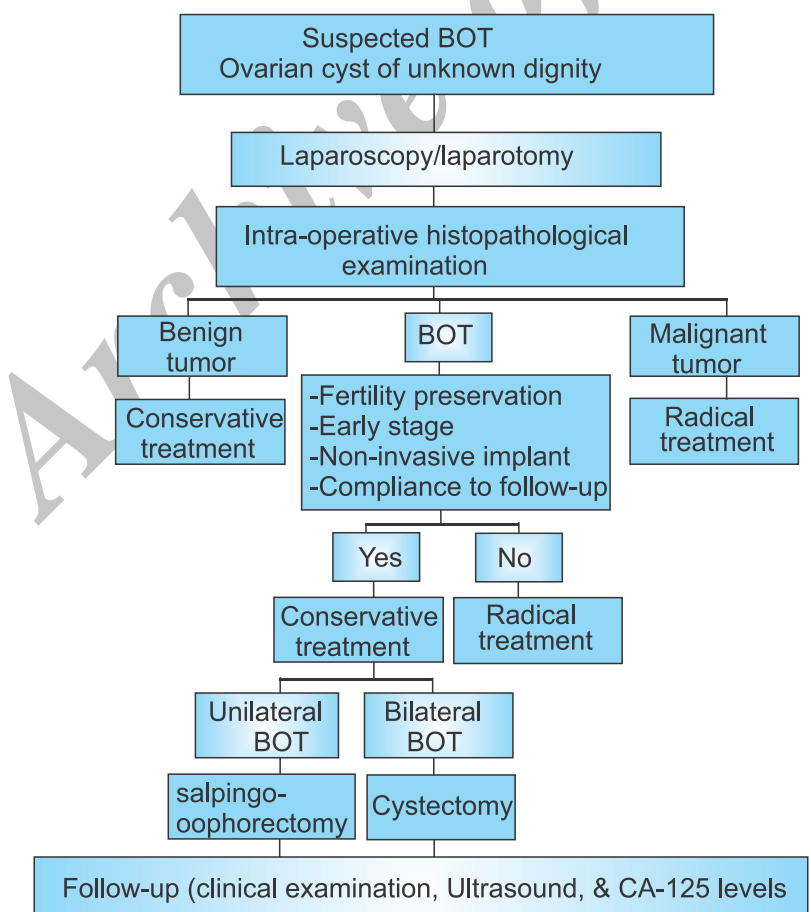 Suspected BOT
Ovarian cyst of unknown dignity
Laparoscopy/laparotomy
Intra-operative histopathological
examination
Benign
tumor
BOT
Malignant
tumor
Conservative
treatment
-Fertility preservation
-Early stage
-Non-invasive implant
-Compliance to follow-up
Radical
treatment
Yes
No
Conservative
treatment
Radical
treatment
Unilateral
BOT
Bilateral
BOT
salpingo-
oophorectomy
Cystectomy
Follow-up (clinical examination, Ultrasound, & CA-125 levels
Archive